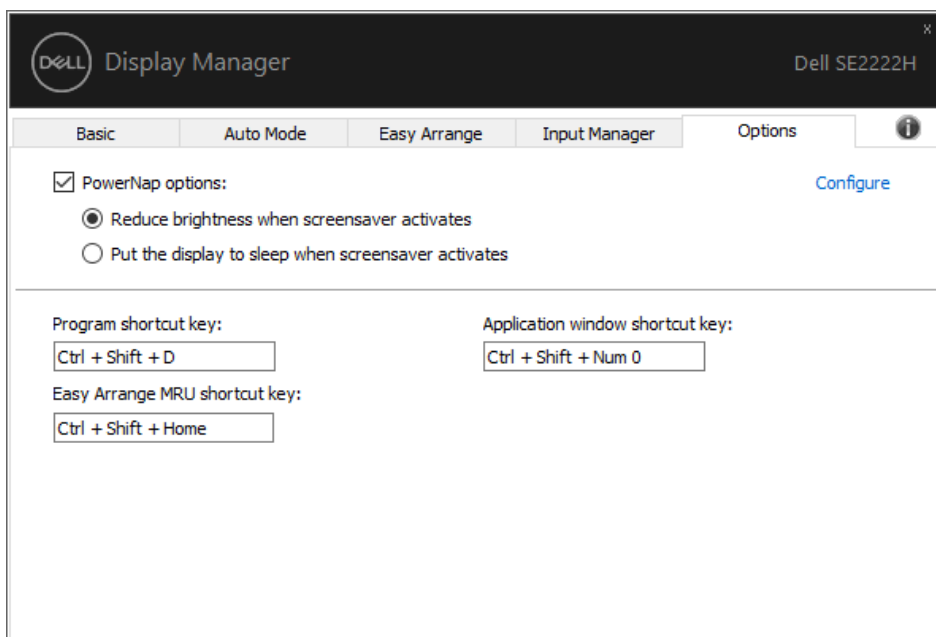 x
DELL Display Manager
Dell SE2222H
Basic
Auto Mode
Easy Arrange
Input Manager
Options
i
PowerNap options:
Configure
Reduce brightness when screensaver activates
Put the display to sleep when screensaver activates
Program shortcut key:
Application window shortcut key:
Ctrl + Shift + D
Ctrl + Shift + Num 0
Easy Arrange MRU shortcut key:
Ctrl + Shift + Home